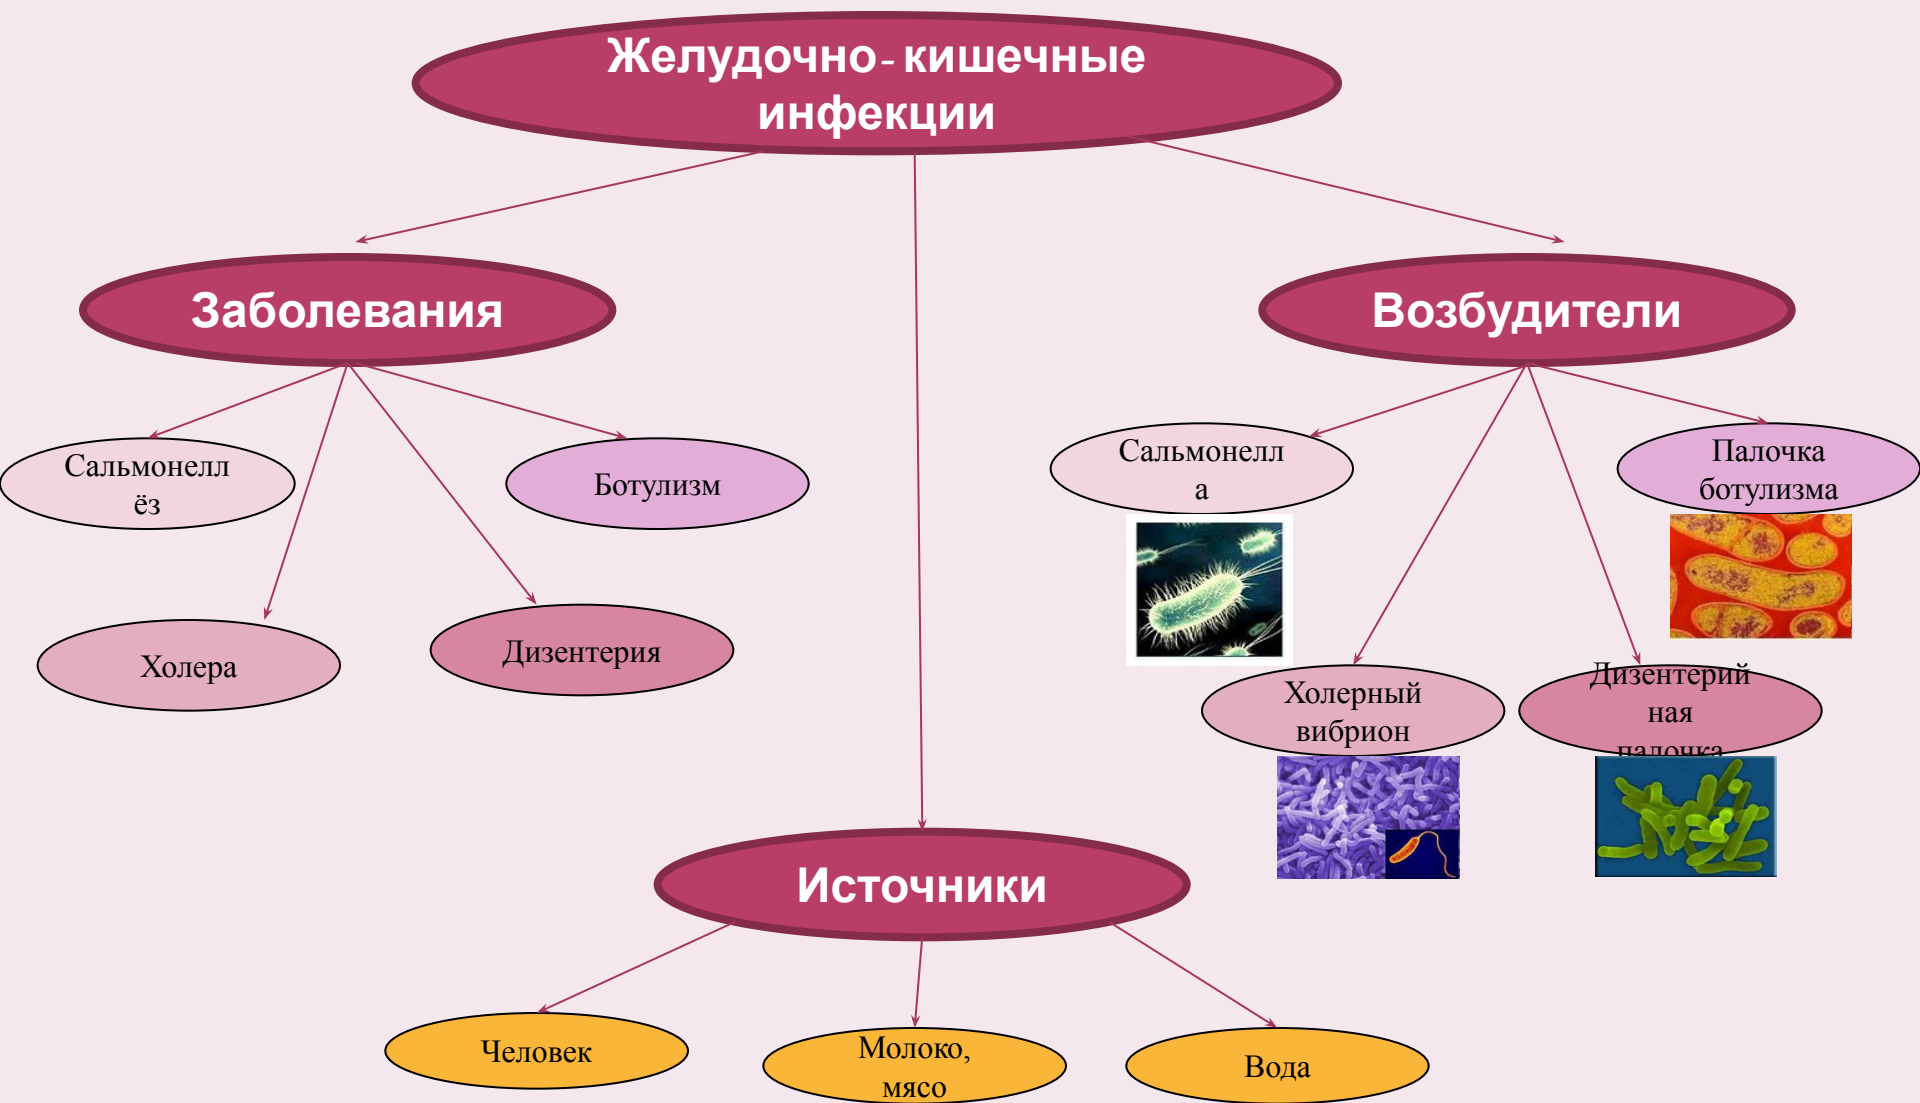 Желудочно- кишечные
инфекции
Заболевания
Возбудители
Сальмонелл
ёз
Ботулизм
Холера
Дизентерия
Сальмонелл
а
Палочка
ботулизма
Холерный
вибрион
Дизентерий
ная
палочка
Источники
Человек
Молоко,
мясо
Вода